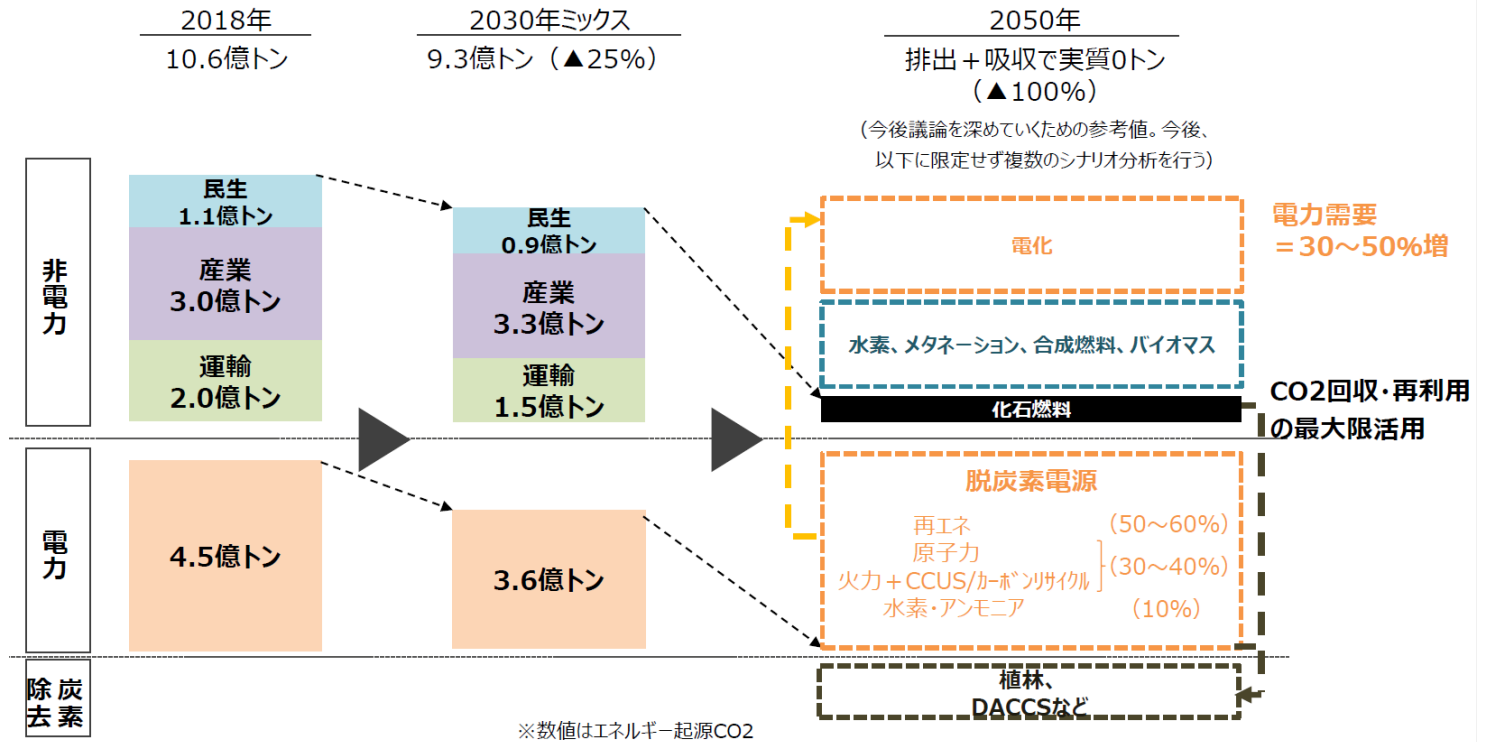 2018年
10.6億トン
2030年ミックス
9.3億トン（▲25%）
2050年
排出＋吸収で実質0トン
（▲100%）
（今後議論を深めていくための参考値。今後、
以下に限定せず複数のシナリオ分析を行う）
非電力
民生
1.1億トン
産業
3.0億トン
運輸
2.0億トン
民生
0.9億トン
産業
3.3億トン
運輸
1.5億トン
電化
水素、メタネーション、合成燃料、バイオマス
化石燃料
電力需要
＝30～50%増
CO2回収・再利用
の最大限活用
電力
4.5億トン
3.6億トン
脱炭素電源
再エネ （50～60%）
原子力
火力＋CCUS/カーボンリサイクル （30～40%）
水素・アンモニア （10%）
炭素除去
植林、
DACCSなど
※数値はエネルギー起源CO2